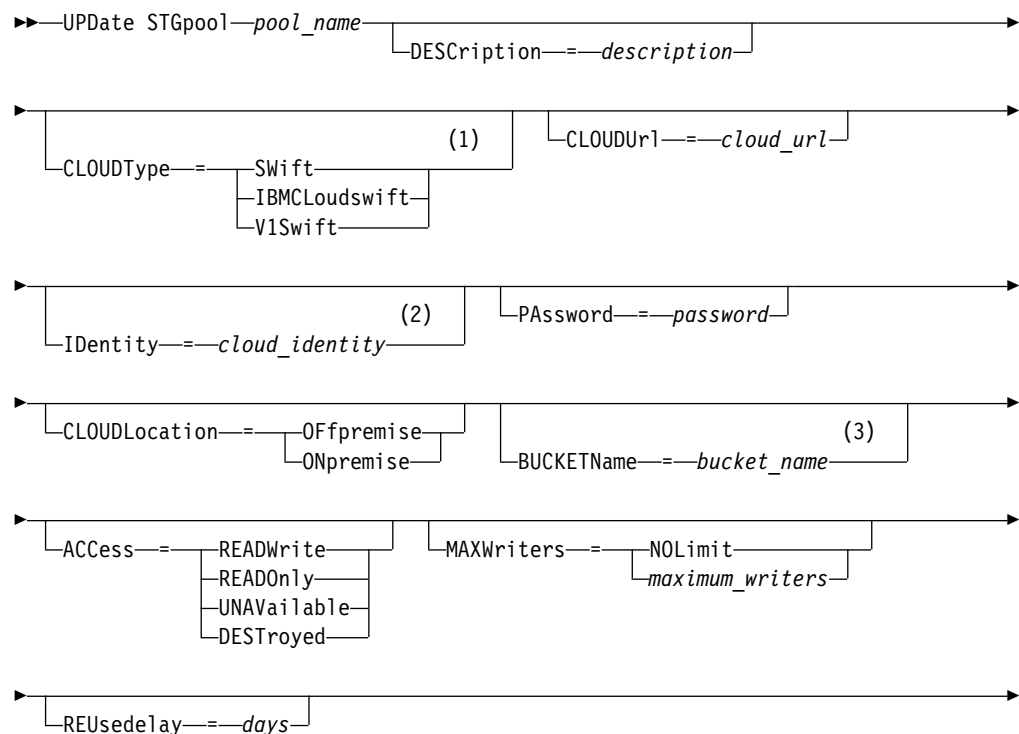 UPDate STGpool pool_name
DESCription = description
(1)
CLOUDType = SWift
IBMCLoudswift
V1Swift
CLOUDUrl = cloud_url
(2)
IDentity = cloud_identity
PAssword = password
CLOUDLocation = OFfpremise
ONpremise
(3)
BUCKETName = bucket_name
ACCess = READWrite
READOnly
UNAVailable
DESTroyed
MAXWriters = NOLimit
maximum_writers
REUsedelay = days